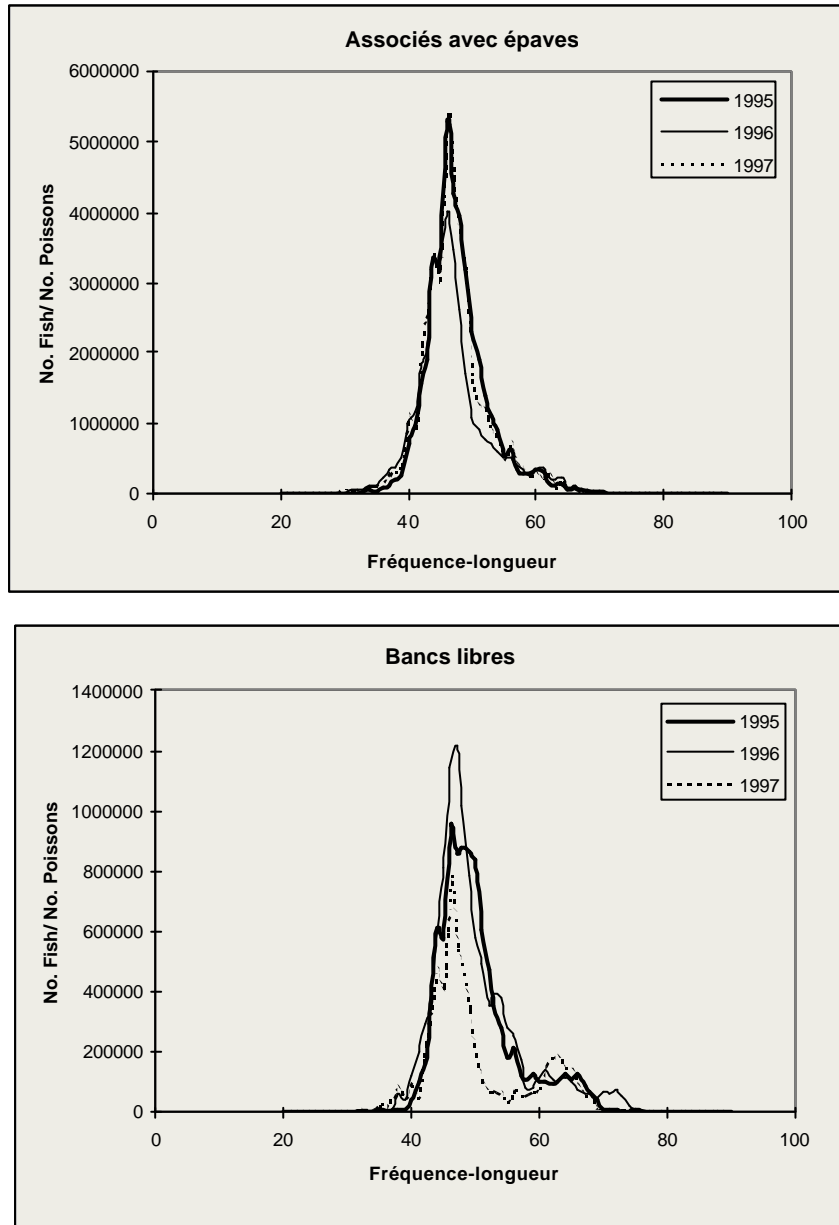 Associés avec épaves
6000000
5000000
4000000
3000000
2000000
1000000
0
No. Fish/ No. Poissons
1995
1996
1997
0 20 40 60 80 100
Fréquence-longueur
Bancs libres
1400000
1200000
1000000
800000
600000
400000
200000
0
No. Fish/ No. Poissons
1995
1996
1997
0 20 40 60 80 100
Fréquence-longueur